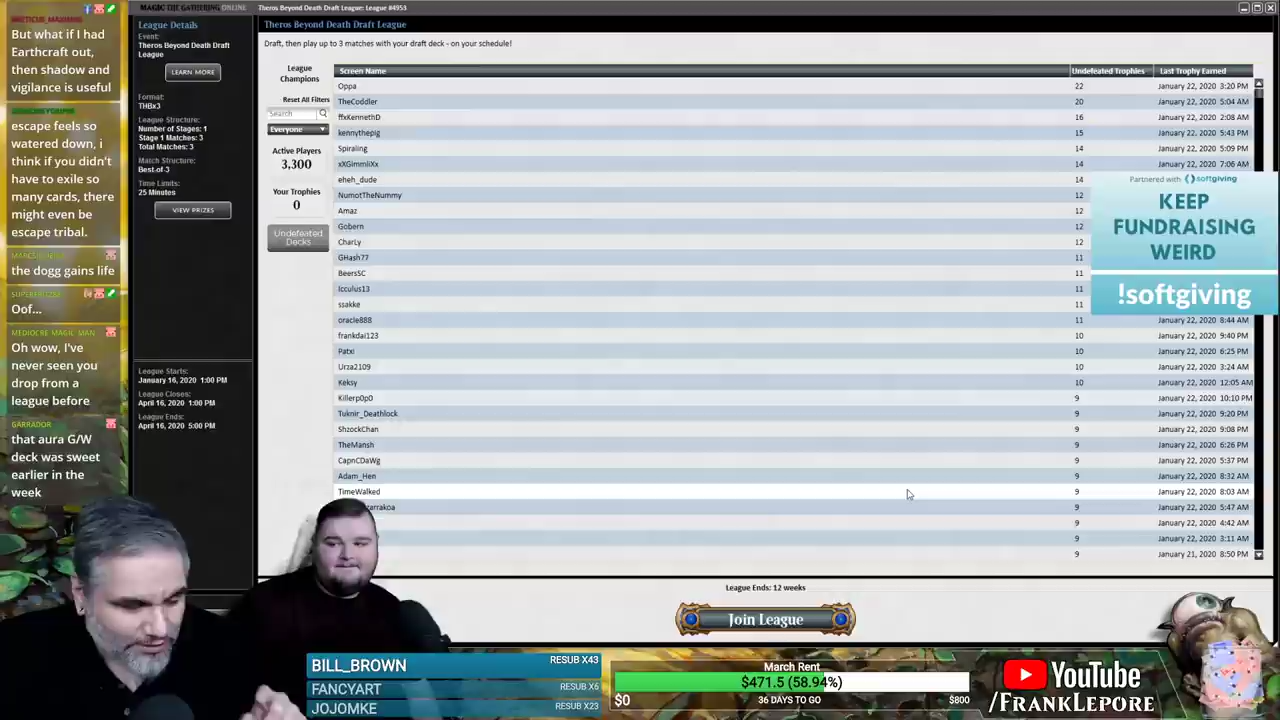 MAGIC THE GATHERING ONLINE
Theros Beyond Death Draft League: League #4953
But what if I had
Earthcraft out,
then shadow and
vigilance is useful
escape feels so
watered down, i
think if you didn't
have to exile so
many cards, there
might even be
escape tribal.
the dogg gains life
Oof...
MEDIOCRE MAGIC MAN
Oh wow, I've
never seen you
drop from a
league before
GARRADOR
that aura G/W
deck was sweet
earlier in the
week
League Details
Event:
Theros Beyond Death Draft
League
LEARN MORE
Format:
THBx3
League Structure:
Number of Stages: 1
Stage 1 Matches: 3
Total Matches: 3
Match Structure:
Best-of-3
Time Limits:
25 Minutes
VIEW PRIZES
League Starts:
January 16, 2020 1:00 PM
League Closes:
April 16, 2020 1:00 PM
League Ends:
April 16, 2020 5:00 PM
Theros Beyond Death Draft League
Draft, then play up to 3 matches with your draft deck - on your schedule!
League
Champions
Reset All Filters
Search
Everyone
Active Players
3,300
Your Trophies
0
Undefeated
Decks
Screen Name Undefeated Trophies Last Trophy Earned
Oppa 22 January 22, 2020 3:20 PM
TheCoddler 20 January 22, 2020 5:04 AM
ffxKennethD 16 January 22, 2020 2:08 AM
kennythepig 15 January 22, 2020 5:43 PM
Spiraling 14 January 22, 2020 5:09 PM
xXGimmliXx 14 January 22, 2020 7:06 AM
eheh_dude 14
NumotTheNummy 12
Amaz 12
Gobern 12
CharLy 12
GHash77 11
BeersSC 11
Icculus13 11
ssakke 11
oracle888 11 January 22, 2020 8:44 AM
frankdai123 10 January 22, 2020 9:40 PM
Patxi 10 January 22, 2020 6:25 PM
Urza2109 10 January 22, 2020 3:24 AM
Keksy 10 January 22, 2020 12:05 AM
Killerp0p0 9 January 22, 2020 10:10 PM
Tuknir_Deathlock 9 January 22, 2020 9:20 PM
ShzockChan 9 January 22, 2020 9:08 PM
TheMansh 9 January 22, 2020 6:26 PM
CapnCDaWg 9 January 22, 2020 5:37 PM
Adam_Hen 9 January 22, 2020 8:32 AM
TimeWalked 9 January 22, 2020 8:03 AM
9 January 22, 2020 5:47 AM
9 January 22, 2020 4:42 AM
9 January 22, 2020 3:11 AM
9 January 21, 2020 8:50 PM
League Ends: 12 weeks
Join League
Partned with softgiving
KEEP
FUNDRAISING
WEIRD
!softgiving
BILL_BROWN RESUB X43
FANCYART RESUB X6
JOJOMKE RESUB X23
March Rent
$471.5 (58.94%)
$0 36 DAYS TO GO $800
YouTube
/FRANKLEPORE